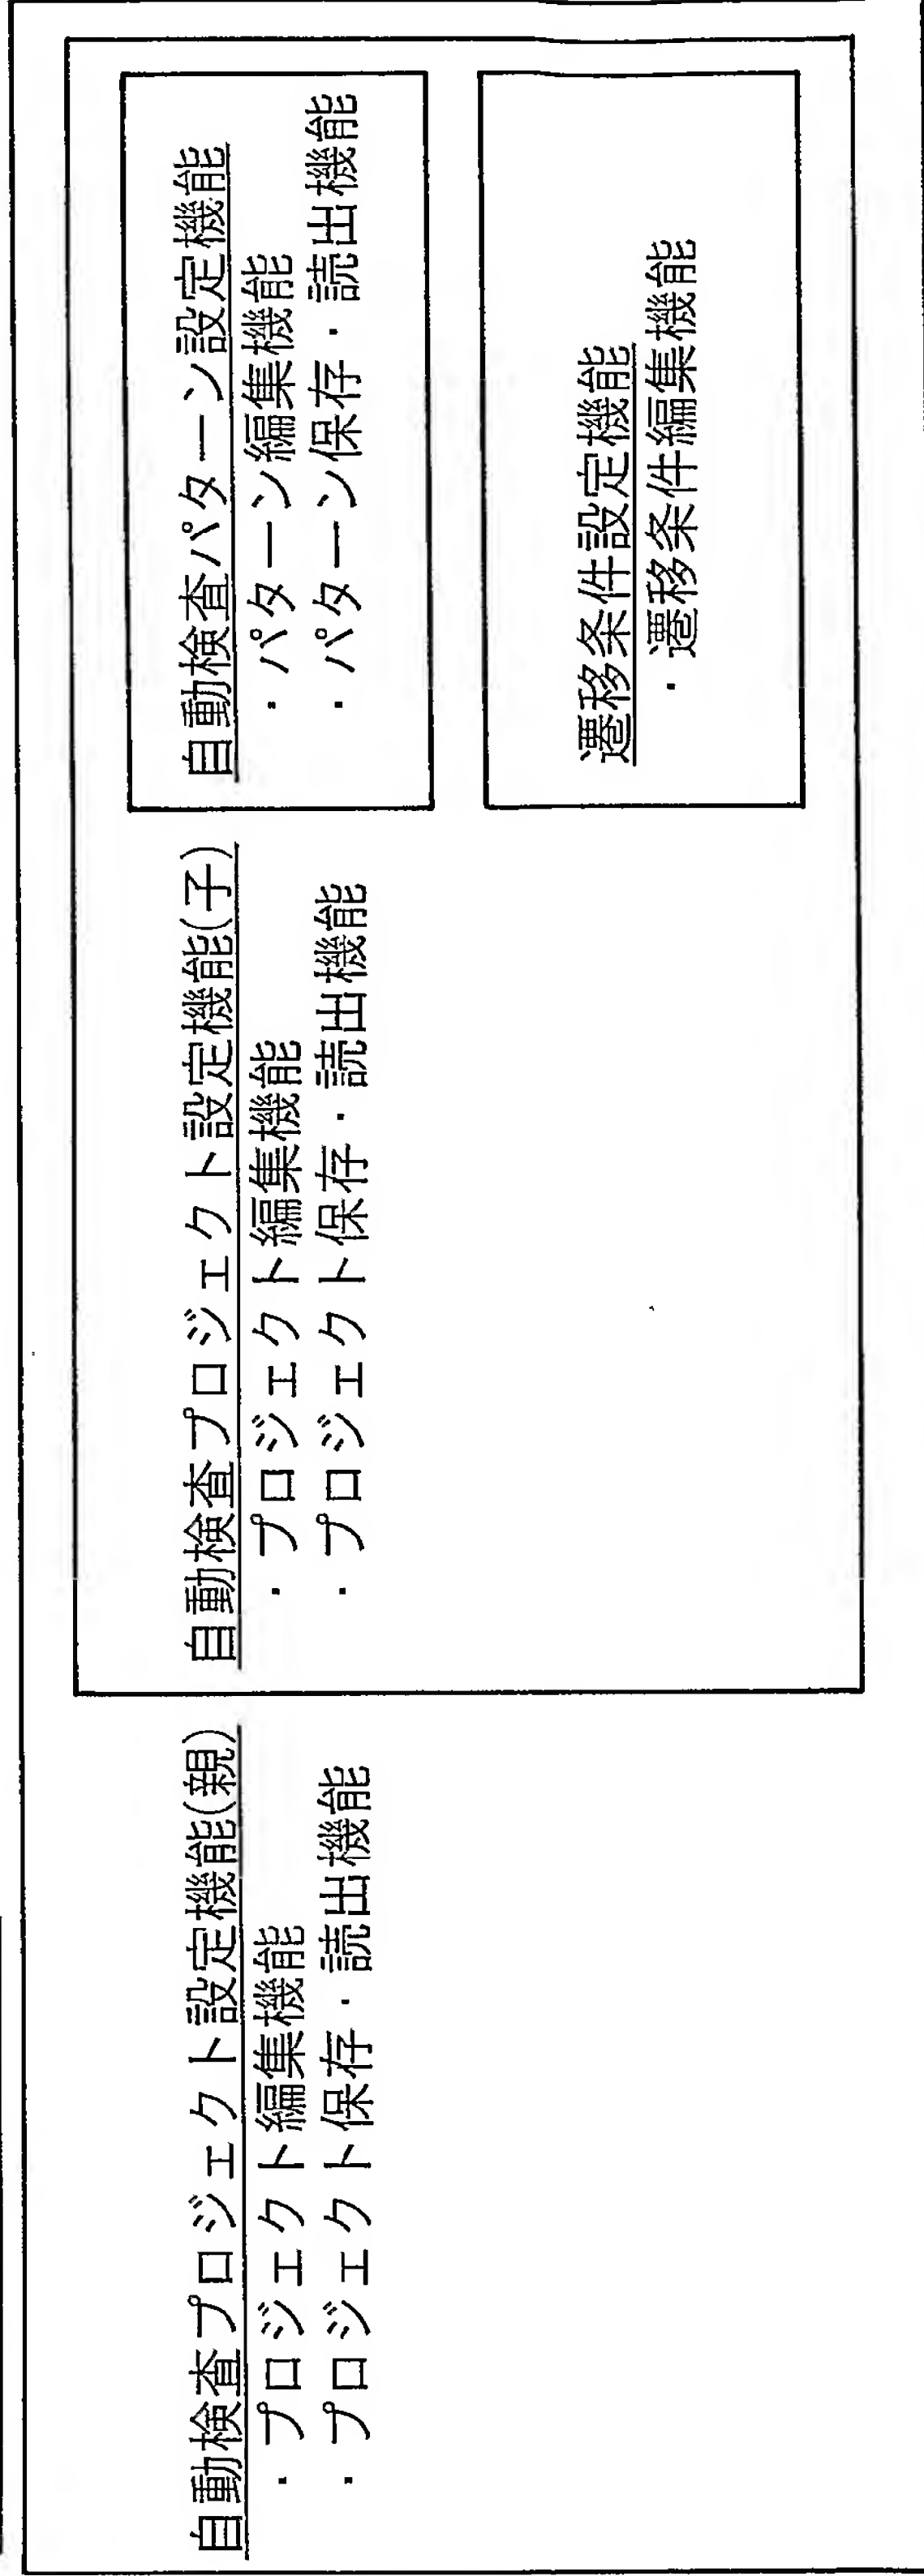 自動検査プロジェクト設定機能(親)
・プロジェクト編集機能
・プロジェクト保存・読出機能
自動検査プロジェクト設定機能(子)
・プロジェクト編集機能
・プロジェクト保存・読出機能
自動検査パターン設定機能
・パターン編集機能
・パターン保存・読出機能
遷移条件設定機能
・遷移条件編集機能